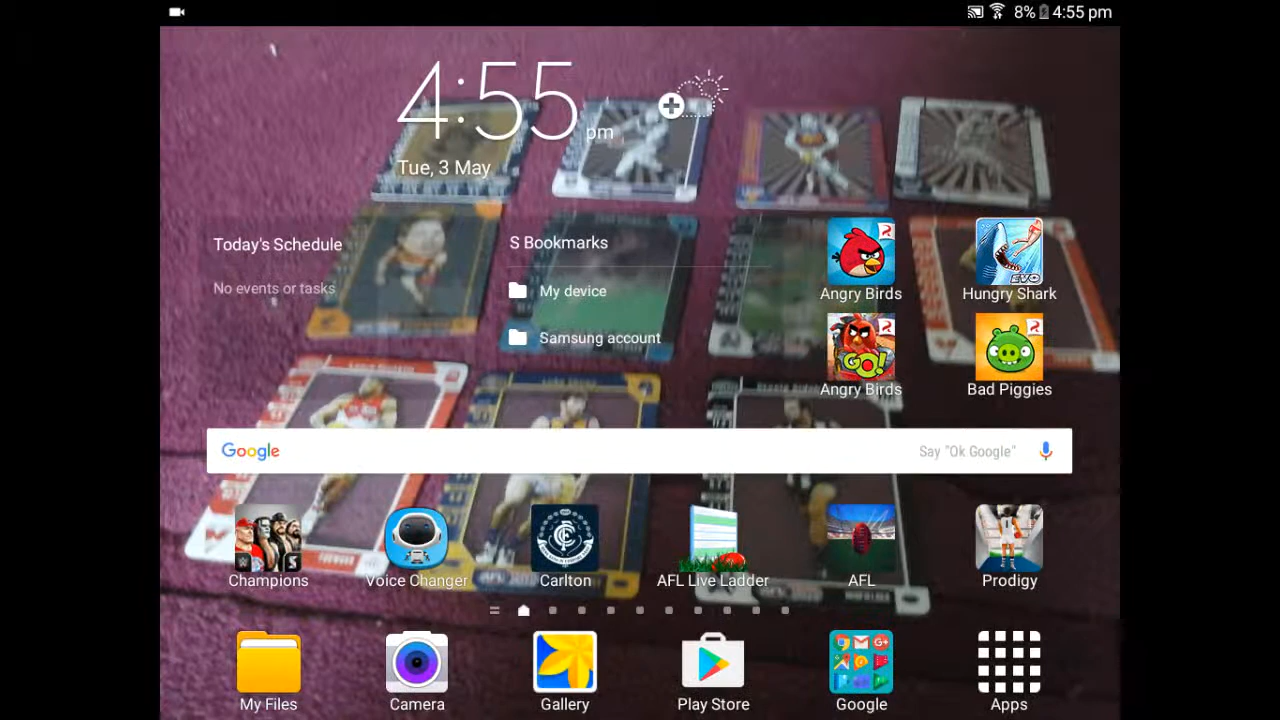 8% 4:55 pm
4:55 pm
Tue, 3 May
Today's Schedule
No events or tasks
S Bookmarks
My device
Samsung account
Angry Birds
Hungry Shark
EVO
GO!
Angry Birds
Bad Piggies
Google
Say "Ok Google"
Champions
Voice Changer
Carlton
AFL Live Ladder
AFL
Prodigy
My Files
Camera
Gallery
Play Store
Google
Apps